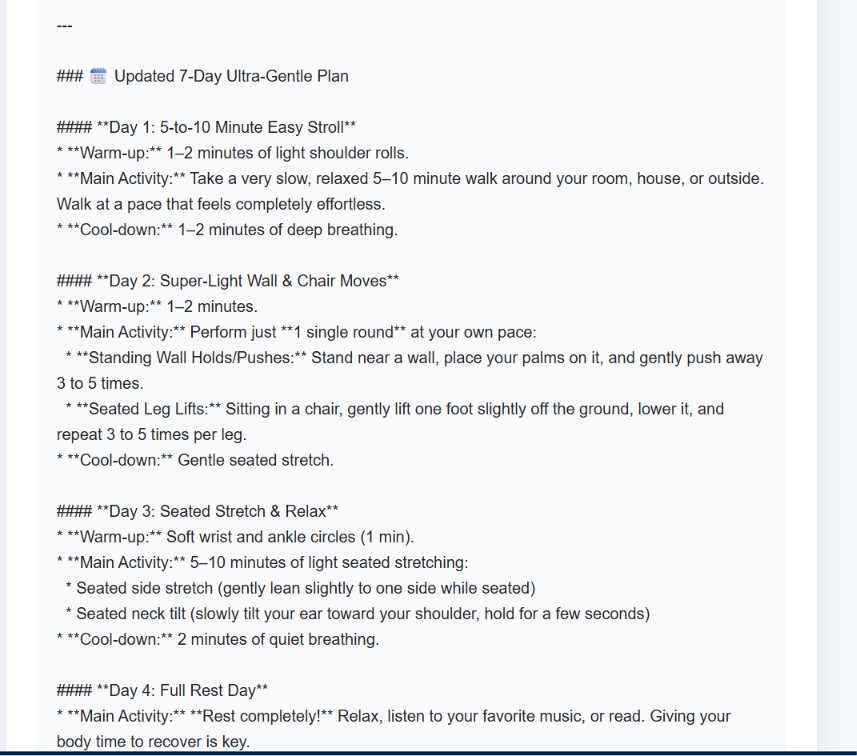 ---
### 🗓️ Updated 7-Day Ultra-Gentle Plan
#### **Day 1: 5-to-10 Minute Easy Stroll**
* **Warm-up:** 1–2 minutes of light shoulder rolls.
* **Main Activity:** Take a very slow, relaxed 5–10 minute walk around your room, house, or outside.
Walk at a pace that feels completely effortless.
* **Cool-down:** 1–2 minutes of deep breathing.
#### **Day 2: Super-Light Wall & Chair Moves**
* **Warm-up:** 1–2 minutes.
* **Main Activity:** Perform just **1 single round** at your own pace:
* **Standing Wall Holds/Pushes:** Stand near a wall, place your palms on it, and gently push away
3 to 5 times.
* **Seated Leg Lifts:** Sitting in a chair, gently lift one foot slightly off the ground, lower it, and
repeat 3 to 5 times per leg.
* **Cool-down:** Gentle seated stretch.
#### **Day 3: Seated Stretch & Relax**
* **Warm-up:** Soft wrist and ankle circles (1 min).
* **Main Activity:** 5–10 minutes of light seated stretching:
* Seated side stretch (gently lean slightly to one side while seated)
* Seated neck tilt (slowly tilt your ear toward your shoulder, hold for a few seconds)
* **Cool-down:** 2 minutes of quiet breathing.
#### **Day 4: Full Rest Day**
* **Main Activity:** **Rest completely!** Relax, listen to your favorite music, or read. Giving your
body time to recover is key.